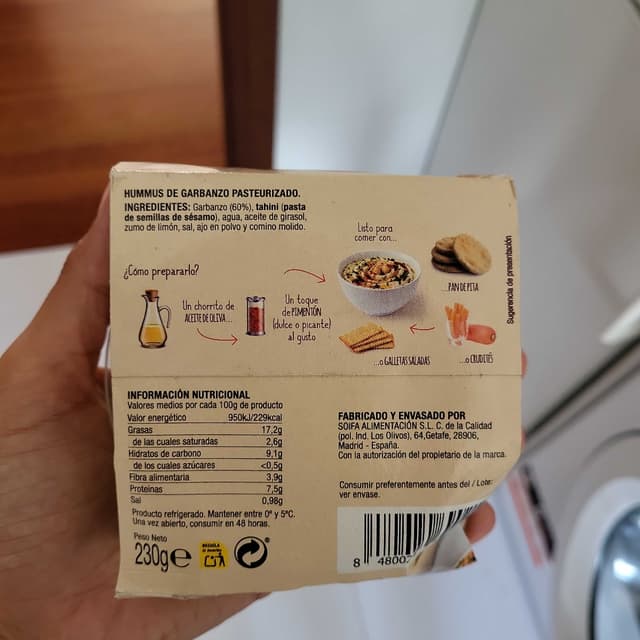 HUMMUS DE GARBANZO PASTEURIZADO.
INGREDIENTES: Garbanzo (60%), tahini (pasta
de semillas de sésamo), agua, aceite de girasol,
zumo de limón, sal, ajo en polvo y comino molido.
¿Cómo prepararlo?
Un chorrito de
ACEITE DE OLIVA...
Un toque
de PIMENTÓN
(dulce o picante)
al gusto
Listo para
comer con...
...PAN DE PITA
...o CRUDITÉS
...o GALLETAS SALADAS
Sugerencia de presentación
INFORMACIÓN NUTRICIONAL
Valores medios por cada 100g de producto
Valor energético 950kJ/229kcal
Grasas 17,2g
de las cuales saturadas 2,6g
Hidratos de carbono 9,1g
de los cuales azúcares <0,5g
Fibra alimentaria 3,9g
Proteínas 7,5g
Sal 0,98g
Producto refrigerado. Mantener entre 0º y 5ºC.
Una vez abierto, consumir en 48 horas.
Peso Neto
230g e
FABRICADO Y ENVASADO POR
SOIFA ALIMENTACIÓN S.L. C. de la Calidad
(pol. Ind. Los Olivos), 64, Getafe, 28906,
Madrid - España.
Con la autorización del propietario de la marca.
Consumir preferentemente antes del / Lote:
ver envase.
8 4800